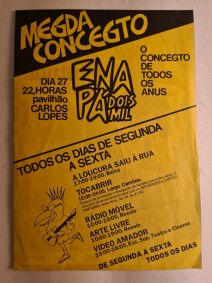 MEGDA
CONCEGTO
DIA 27
22,HORAS
pavilhão
CARLOS
LOPES
ENA
PÁ DOIS
MIL
O
CONCEGTO
DE
TODOS
OS
ANUS
TODOS OS DIAS DE SEGUNDA
A SEXTA
A LOUCURA SAIU À RUA
TOCABRIR
RÁDIO MÓVEL
ARTE LIVRE
VIDEO AMADOR
DE SEGUNDA A SEXTA
TODOS OS DIAS